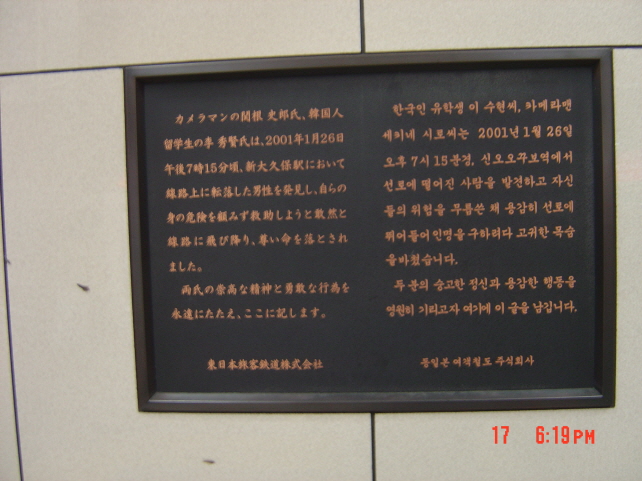 カメラマンの関根 史郎氏、韓国人
留学生の李 秀賢氏は、2001年1月26日
午後7時15分頃、新大久保駅において
線路上に転落した男性を発見し、自らの
身の危険を顧みず救助しようと敢然と
線路に飛び降り、尊い命を落とされ
ました。
両氏の崇高な精神と勇敢な行為を
永遠にたたえ、ここに記します。
東日本旅客鉄道株式会社
한국인 유학생 이 수현씨, 카메라맨
세키네 시로씨는 2001년 1월 26일
오후 7시 15분경, 신오오꾸보역에서
선로에 떨어진 사람을 발견하고 자신
들의 위험을 무릅쓴 채 용감히 선로에
뛰어들어 인명을 구하려다 고귀한 목숨
을 바쳤습니다.
두 분의 숭고한 정신과 용감한 행동을
영원히 기리고자 여기에 이 글을 남깁니다.
동일본 여객철도 주식회사
17 6:19PM